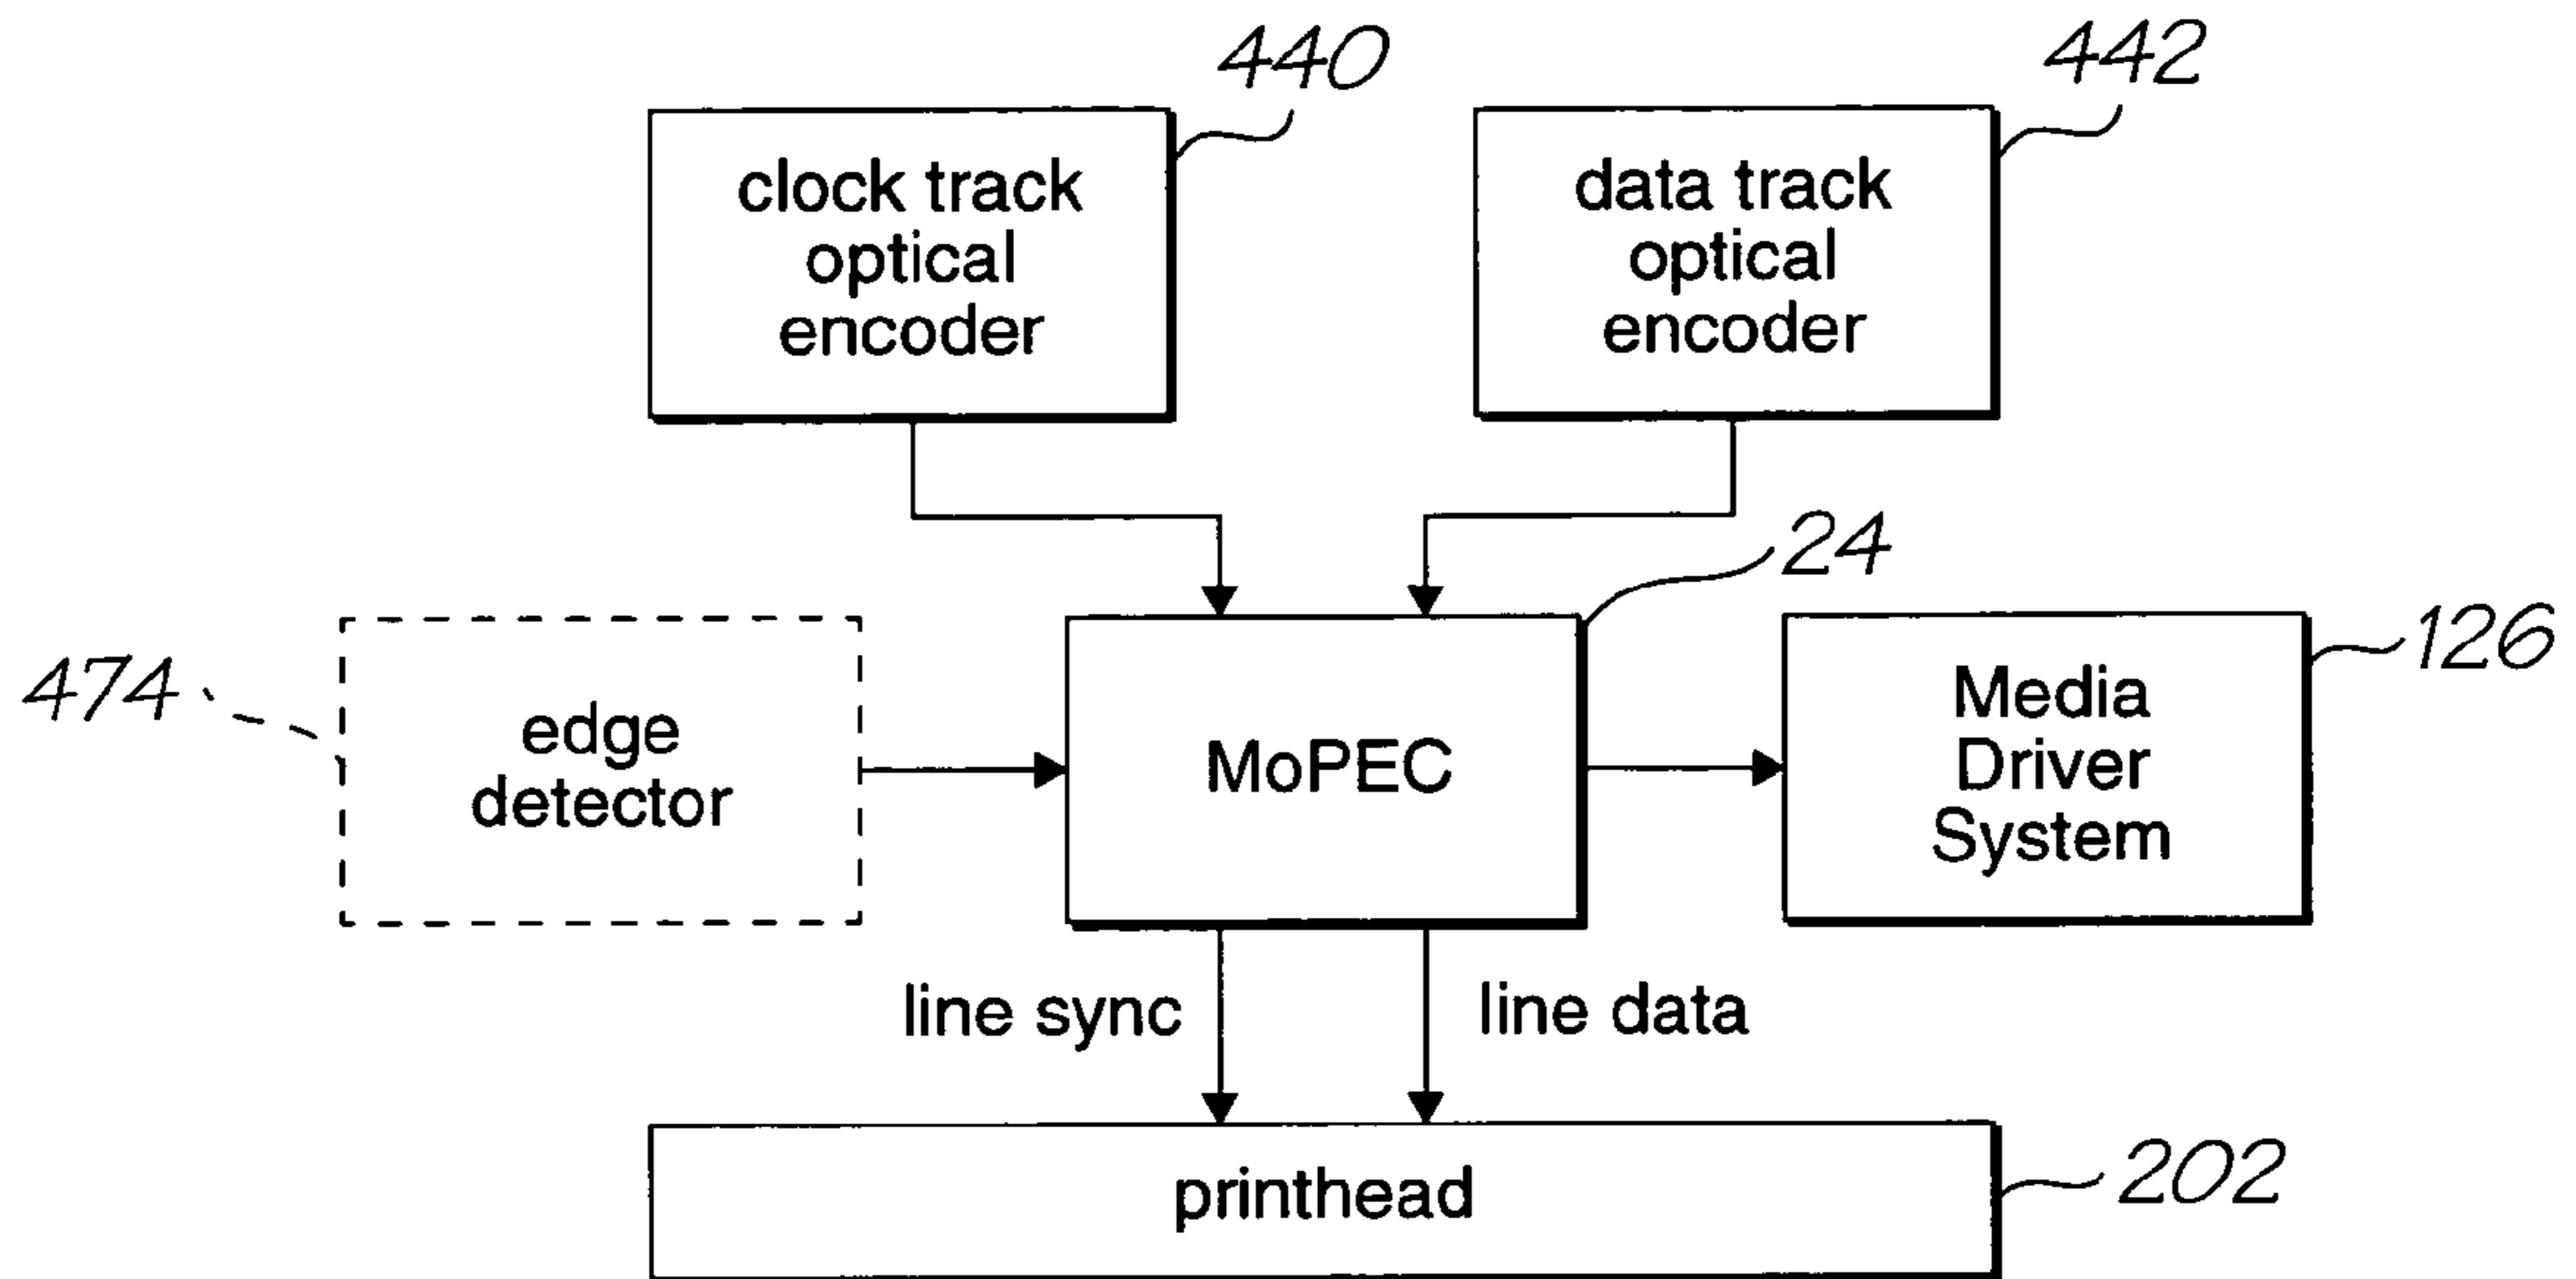 440
442
clock track
optical
encoder
data track
optical
encoder
24
126
474
edge
detector
MoPEC
Media
Driver
System
line sync
line data
printhead
202